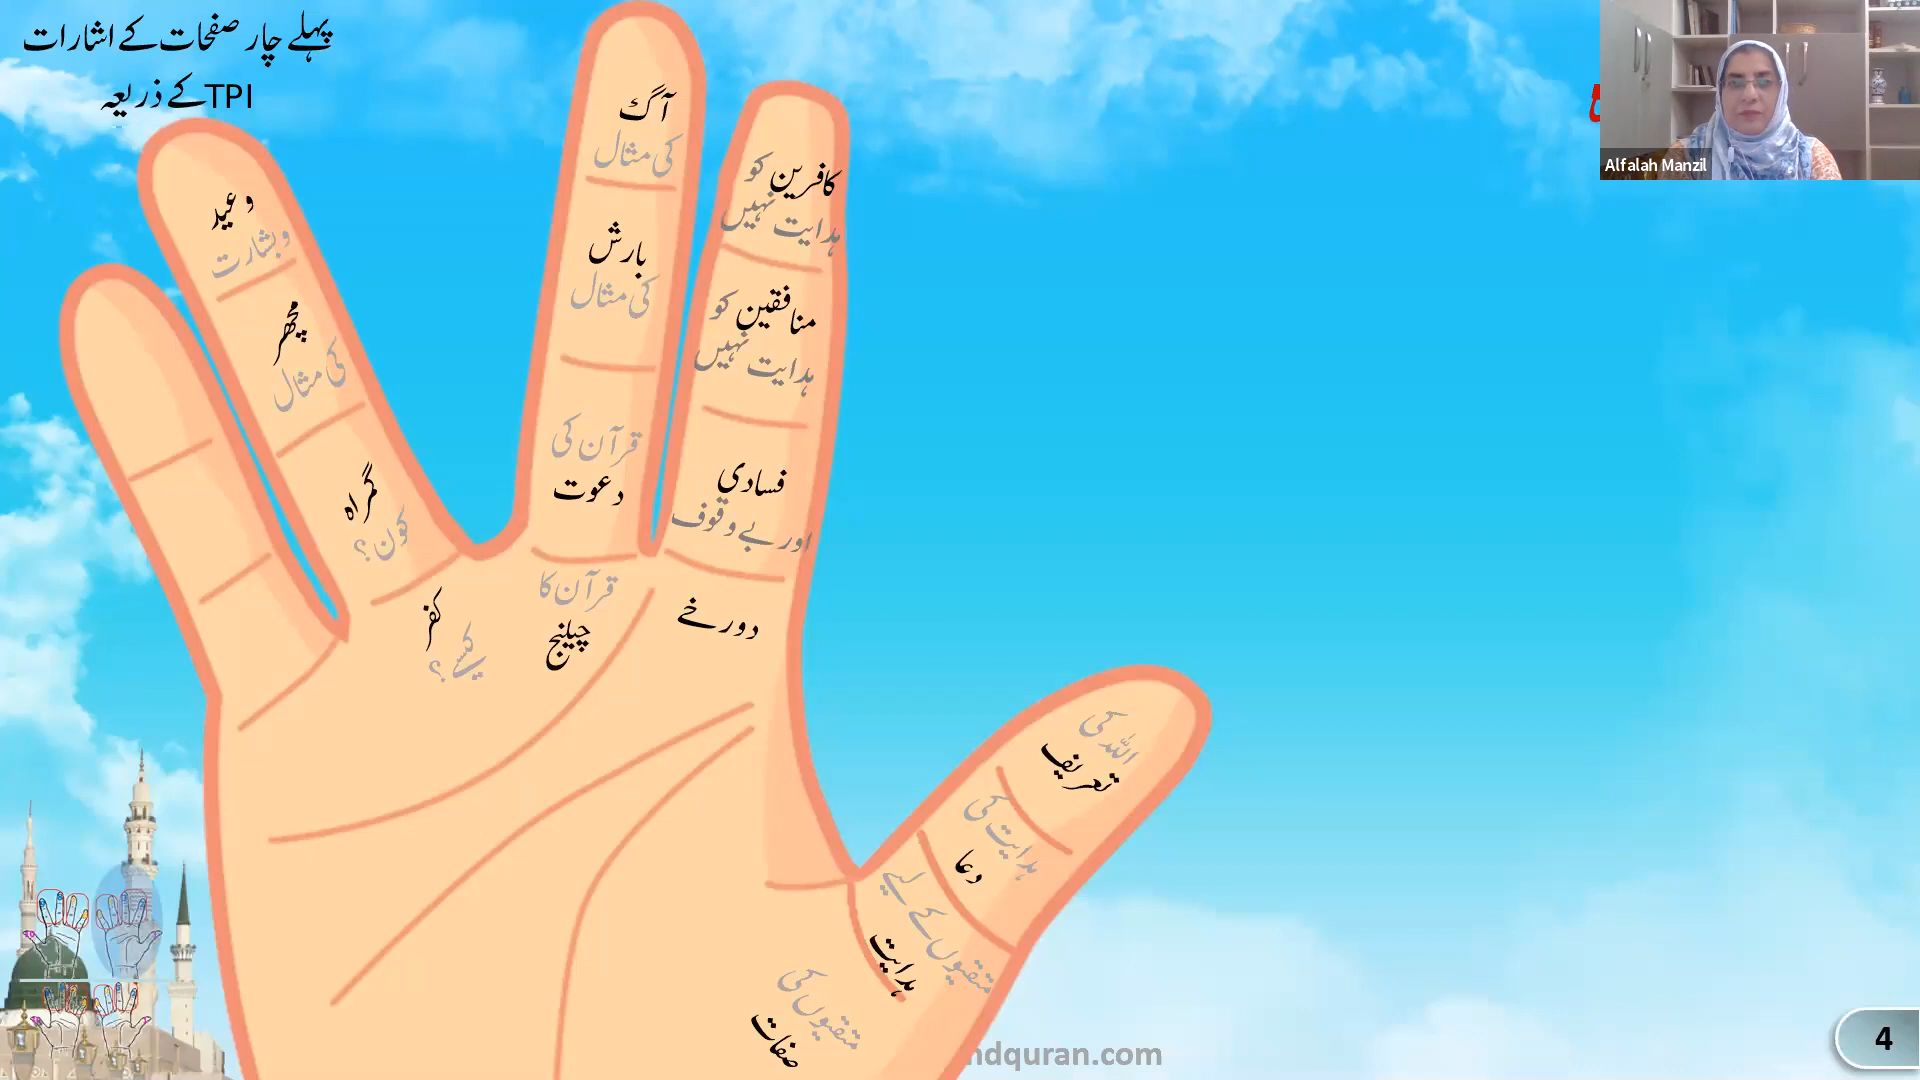 پہلے چار صفحات کے اشارات
TPI کے ذریعہ
Alfalah Manzil
اللہ کی
تعریف
ہدایت کی
دعا
متقیوں کے لیے
ہدایت
متقیوں کی
صفات
کافرین کو
ہدایت نہیں
منافقین کو
ہدایت نہیں
فسادی
اور بے وقوف
دورخے
آگ
کی مثال
بارش
کی مثال
قرآن کی
دعوت
قرآن کا
چیلنج
وعید
وبشارت
مچھر
کی مثال
گمراہ
کون؟
کفر
کیسے؟
ndquran.com
4